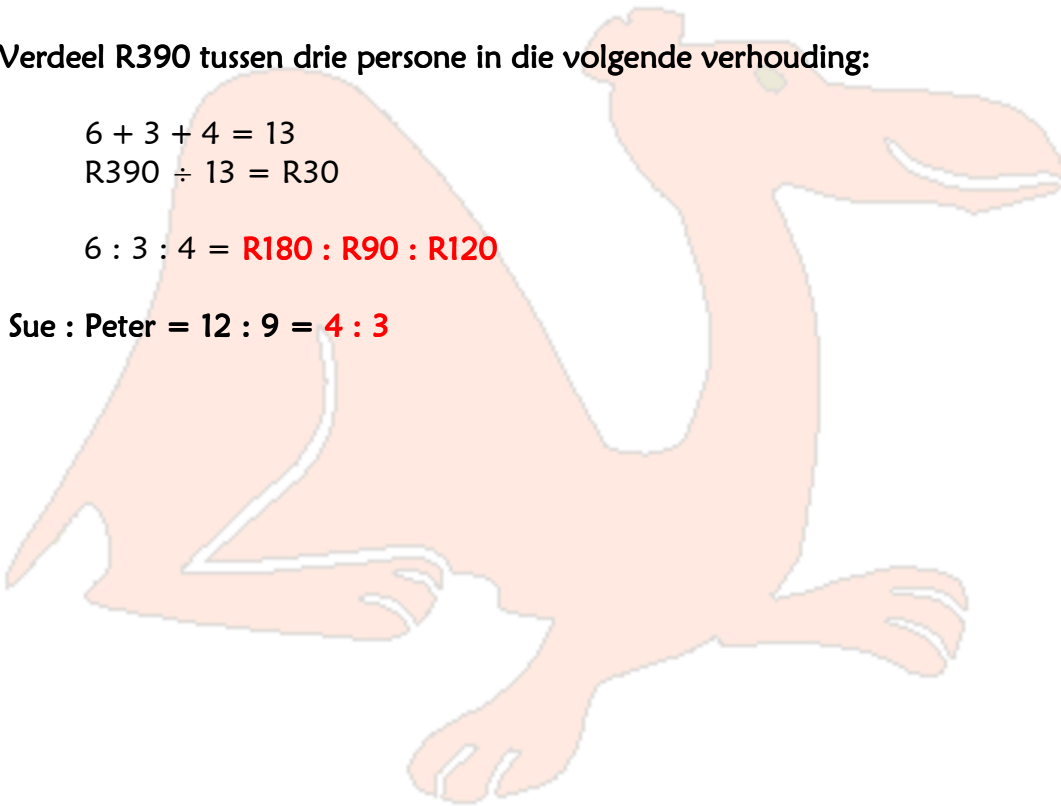 Verdeel R390 tussen drie persone in die volgende verhouding:
6 + 3 + 4 = 13
R390 ÷ 13 = R30
6 : 3 : 4 = R180 : R90 : R120
Sue : Peter = 12 : 9 = 4 : 3